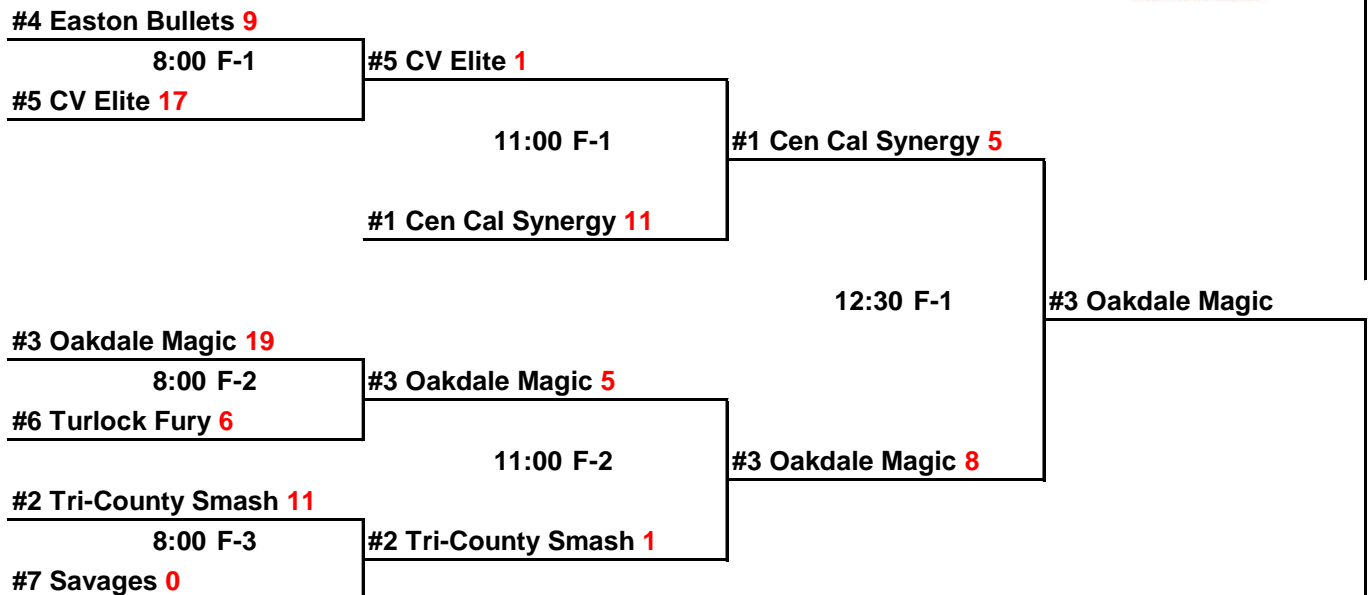 #4 Easton Bullets 9
8:00 F-1
#5 CV Elite 1
#5 CV Elite 17
11:00 F-1
#1 Cen Cal Synergy 5
#1 Cen Cal Synergy 11
12:30 F-1
#3 Oakdale Magic
#3 Oakdale Magic 19
8:00 F-2
#3 Oakdale Magic 5
#6 Turlock Fury 6
11:00 F-2
#3 Oakdale Magic 8
#2 Tri-County Smash 11
8:00 F-3
#2 Tri-County Smash 1
#7 Savages 0